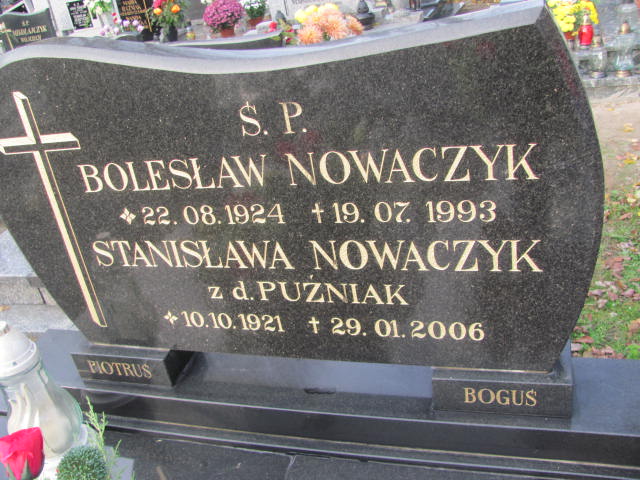 Ś. P.
BOLESŁAW NOWACZYK
22.08.1924 † 19.07.1993
STANISŁAWA NOWACZYK
z d. PUŹNIAK
10.10.1921 † 29.01.2006
PIOTRUŚ
BOGUŚ